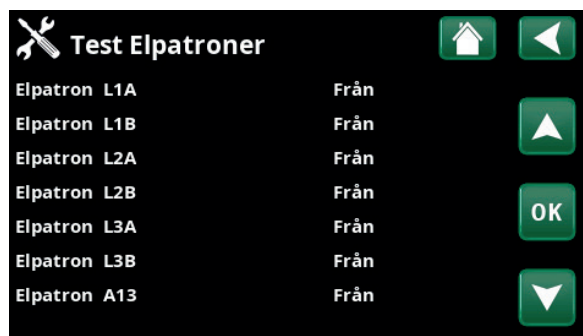 Test Elpatroner
Elpatron L1A Från
Elpatron L1B Från
Elpatron L2A Från
Elpatron L2B Från
Elpatron L3A Från
Elpatron L3B Från
Elpatron A13 Från
OK